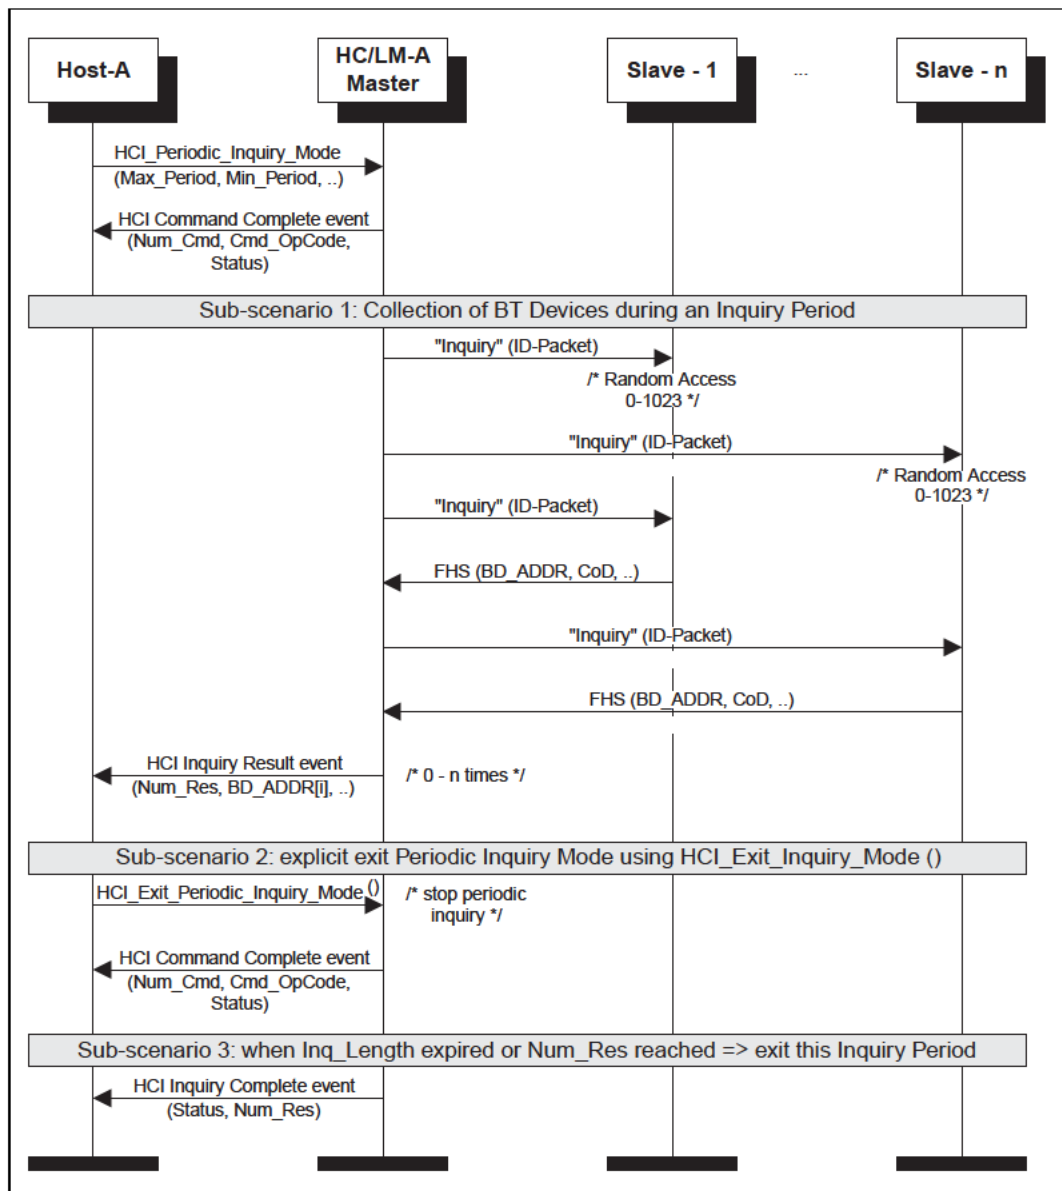 Host-A
HC/LM-A
Master
Slave - 1
...
Slave - n
HCI_Periodic_Inquiry_Mode
(Max_Period, Min_Period, ..)
HCI Command Complete event
(Num_Cmd, Cmd_OpCode,
Status)
Sub-scenario 1: Collection of BT Devices during an Inquiry Period
"Inquiry" (ID-Packet)
/* Random Access
0-1023 */
"Inquiry" (ID-Packet)
/* Random Access
0-1023 */
"Inquiry" (ID-Packet)
FHS (BD_ADDR, CoD, ..)
"Inquiry" (ID-Packet)
FHS (BD_ADDR, CoD, ..)
HCI Inquiry Result event
(Num_Res, BD_ADDR[i], ..)
/* 0 - n times */
Sub-scenario 2: explicit exit Periodic Inquiry Mode using HCI_Exit_Inquiry_Mode ()
HCI_Exit_Periodic_Inquiry_Mode ()
/* stop periodic
inquiry */
HCI Command Complete event
(Num_Cmd, Cmd_OpCode,
Status)
Sub-scenario 3: when Inq_Length expired or Num_Res reached => exit this Inquiry Period
HCI Inquiry Complete event
(Status, Num_Res)